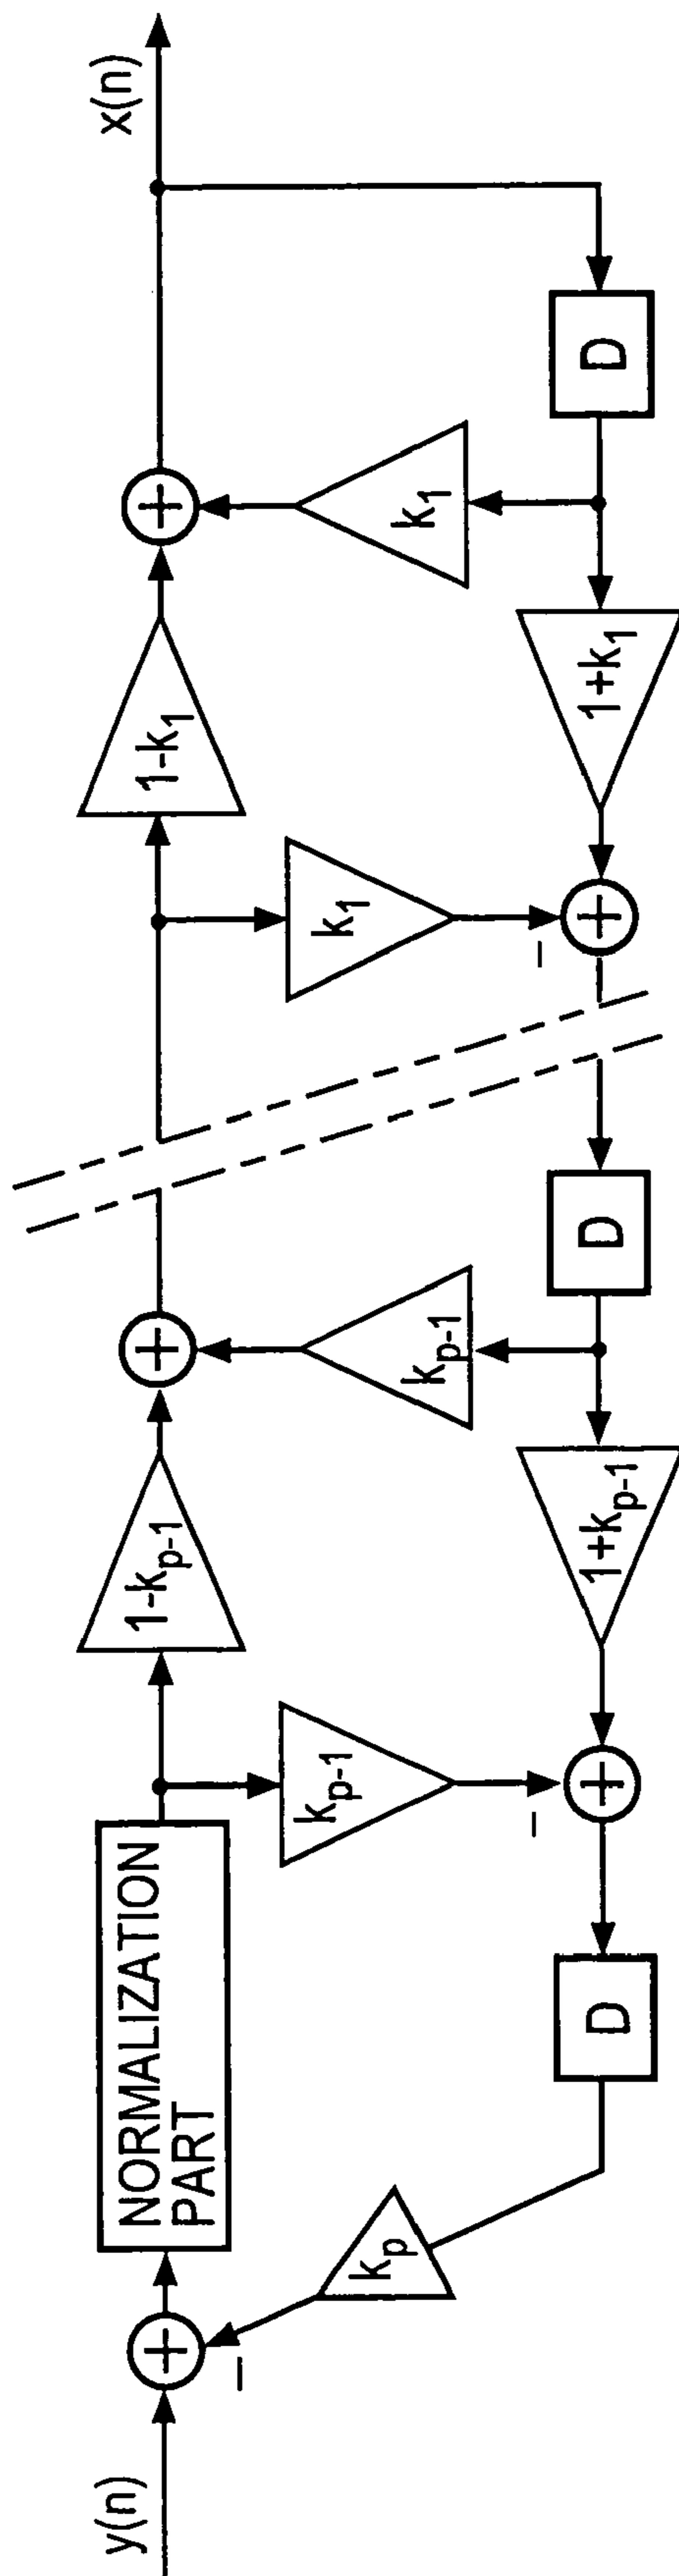 y(n)
NORMALIZATION
PART
kₚ
D
kₚ₋₁
1-kₚ₋₁
1+kₚ₋₁
kₚ₋₁
D
k₁
1-k₁
1+k₁
k₁
D
x(n)